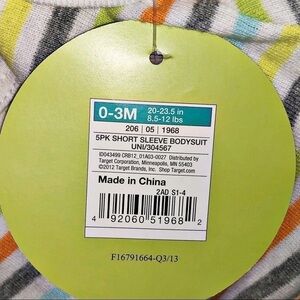 0-3M
20-23.5 in
8.5-12 lbs
206 | 05 | 1968
5PK SHORT SLEEVE BODYSUIT
UNI/304567
ID043499 CRB12_01A03-0027 Distributed by
Target Corporation, Minneapolis, MN 55403
©2012 Target Brands, Inc. Shop Target.com
Made in China
2AD S1-4
4 92060 51968 2
F16791664-Q3/13